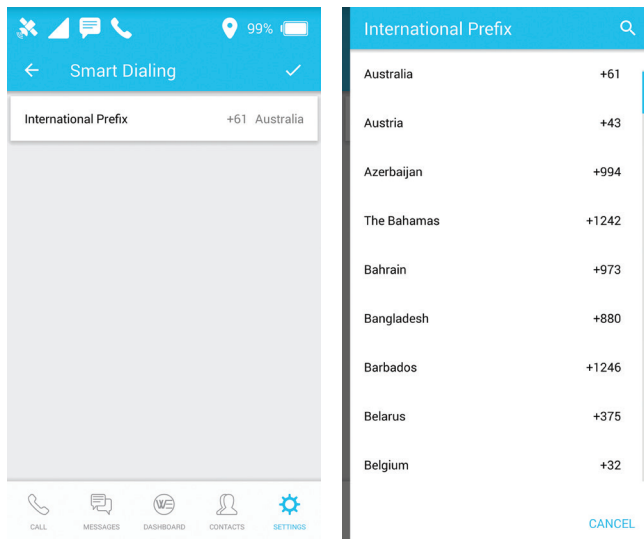 99%
Smart Dialing
International Prefix +61 Australia
CALL MESSAGES DASHBOARD CONTACTS SETTINGS
International Prefix
Australia +61
Austria +43
Azerbaijan +994
The Bahamas +1242
Bahrain +973
Bangladesh +880
Barbados +1246
Belarus +375
Belgium +32
CANCEL